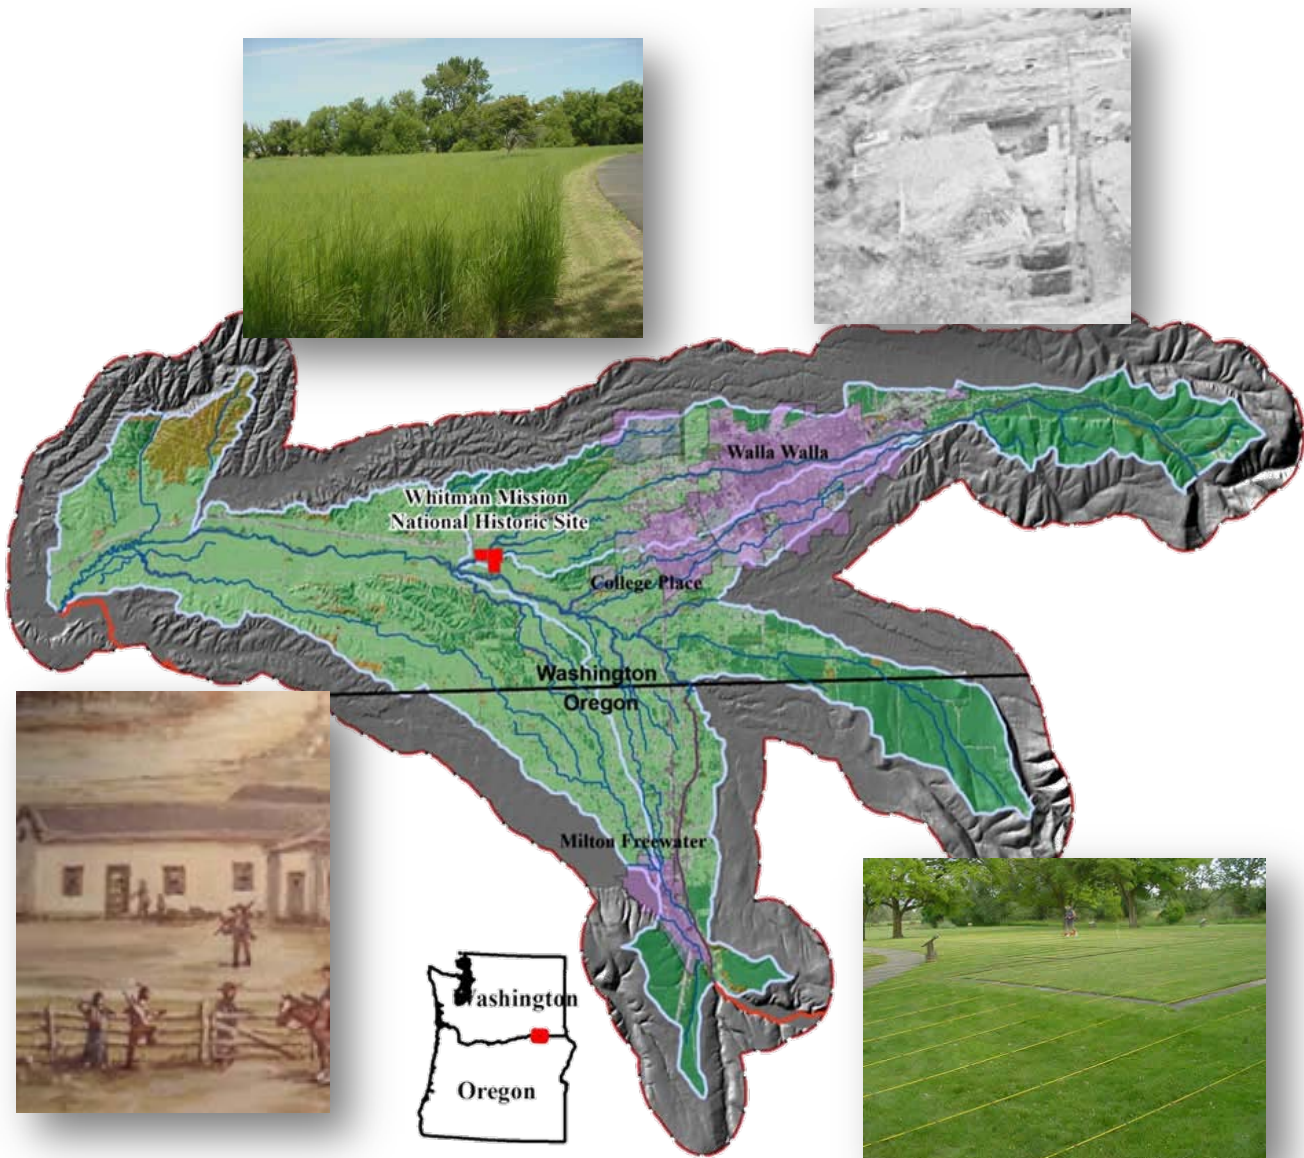 Walla Walla
Whitman Mission
National Historic Site
College Place
Washington
Oregon
Milton Freewater
Washington
Oregon